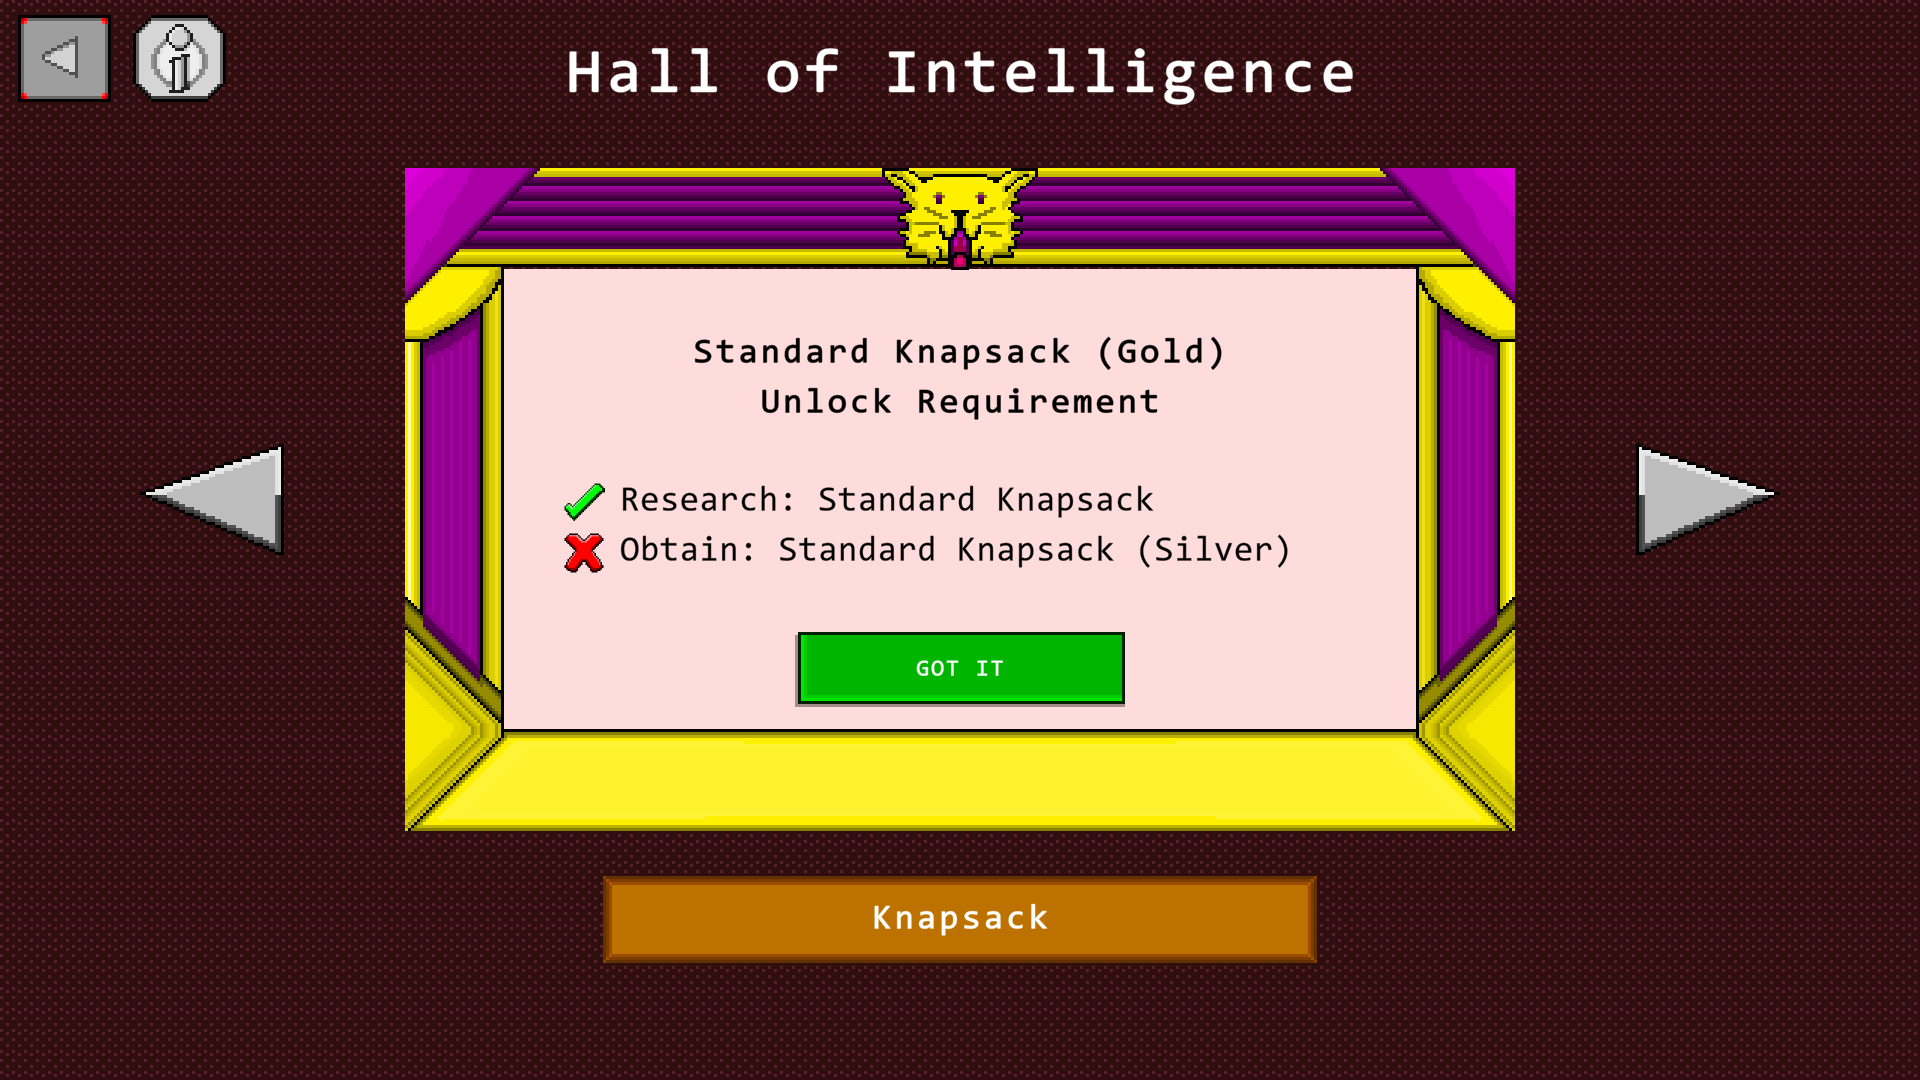 Hall of Intelligence
Standard Knapsack (Gold)
Unlock Requirement
Research: Standard Knapsack
Obtain: Standard Knapsack (Silver)
GOT IT
Knapsack